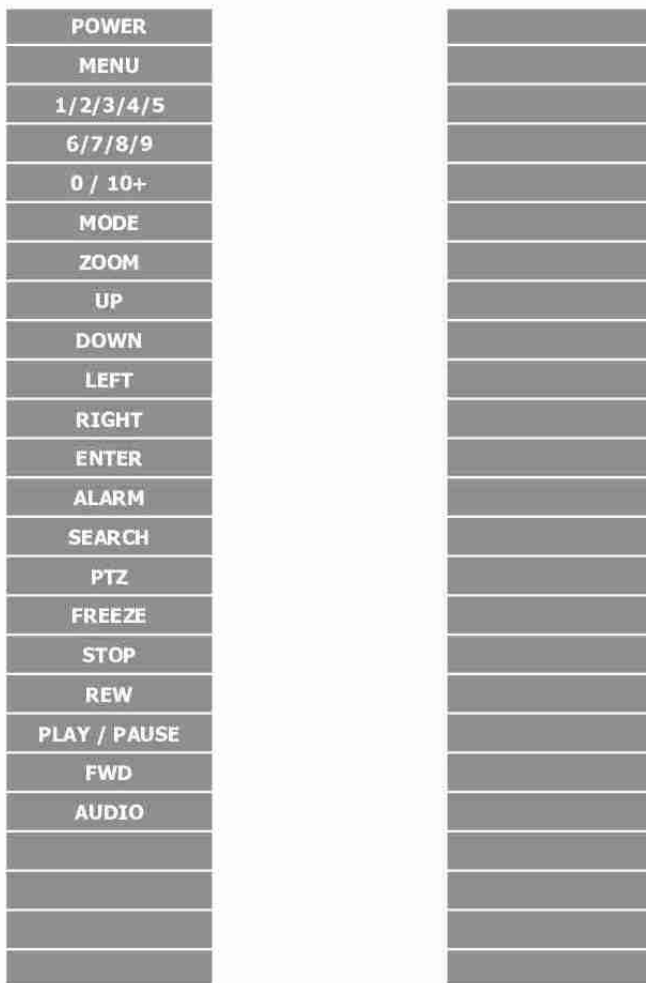 POWER
MENU
1/2/3/4/5
6/7/8/9
0 / 10+
MODE
ZOOM
UP
DOWN
LEFT
RIGHT
ENTER
ALARM
SEARCH
PTZ
FREEZE
STOP
REW
PLAY / PAUSE
FWD
AUDIO